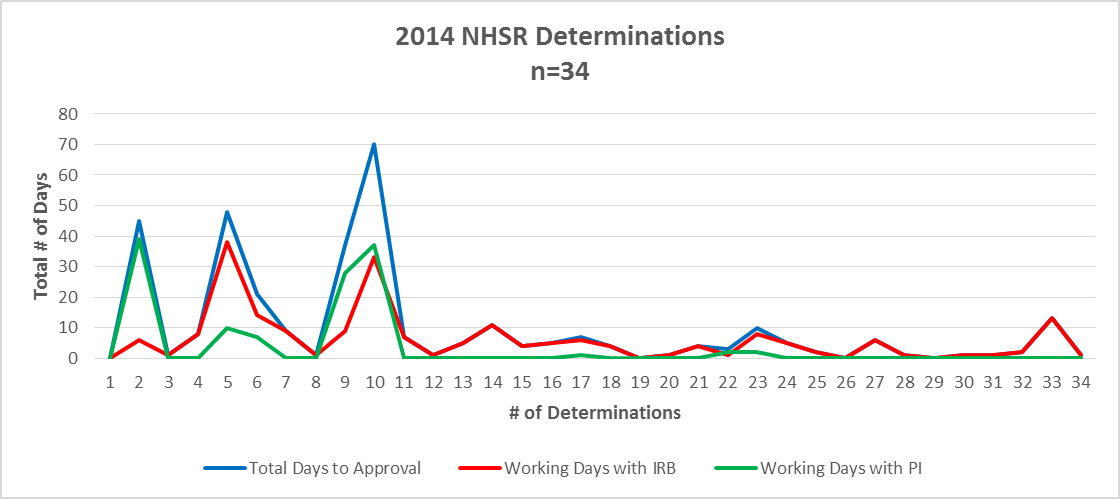 2014 NHSR Determinations
n=34
80
70
60
50
40
30
20
10
0
Total # of Days
1 2 3 4 5 6 7 8 9 10 11 12 13 14 15 16 17 18 19 20 21 22 23 24 25 26 27 28 29 30 31 32 33 34
# of Determinations
Total Days to Approval Working Days with IRB Working Days with PI